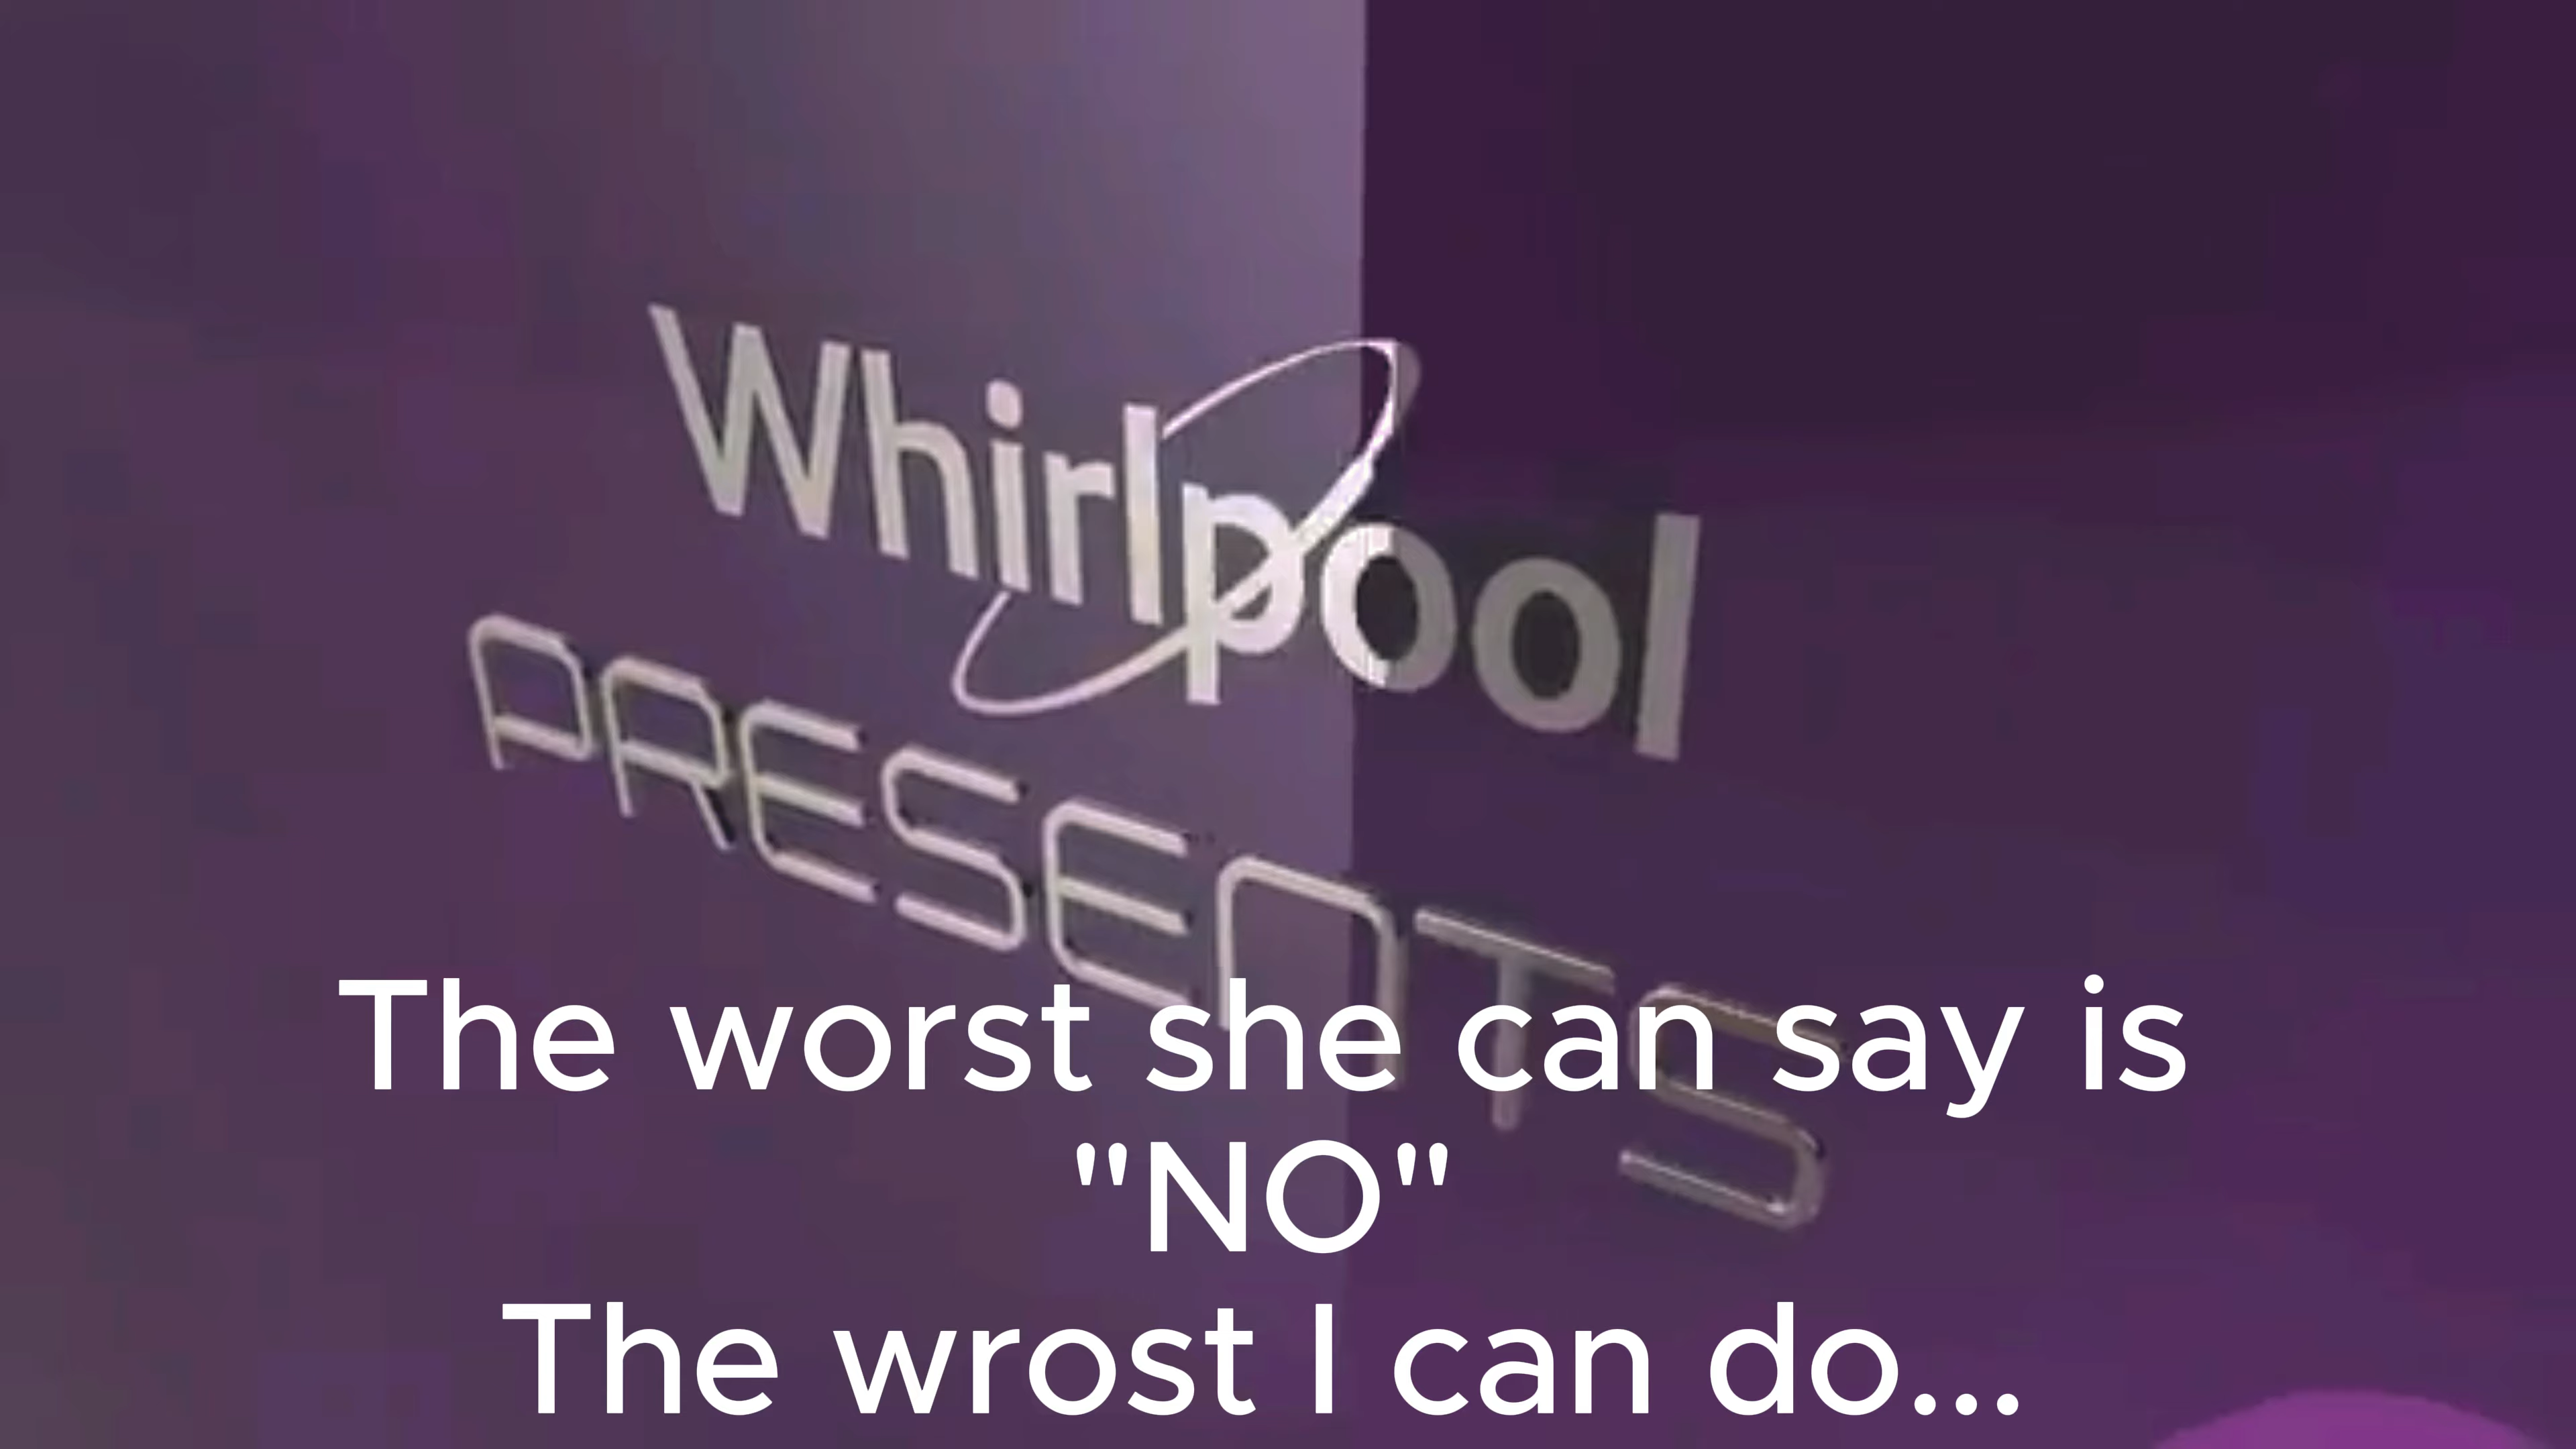 Whirlpool
PRESENTS
The worst she can say is
"NO"
The wrost I can do...